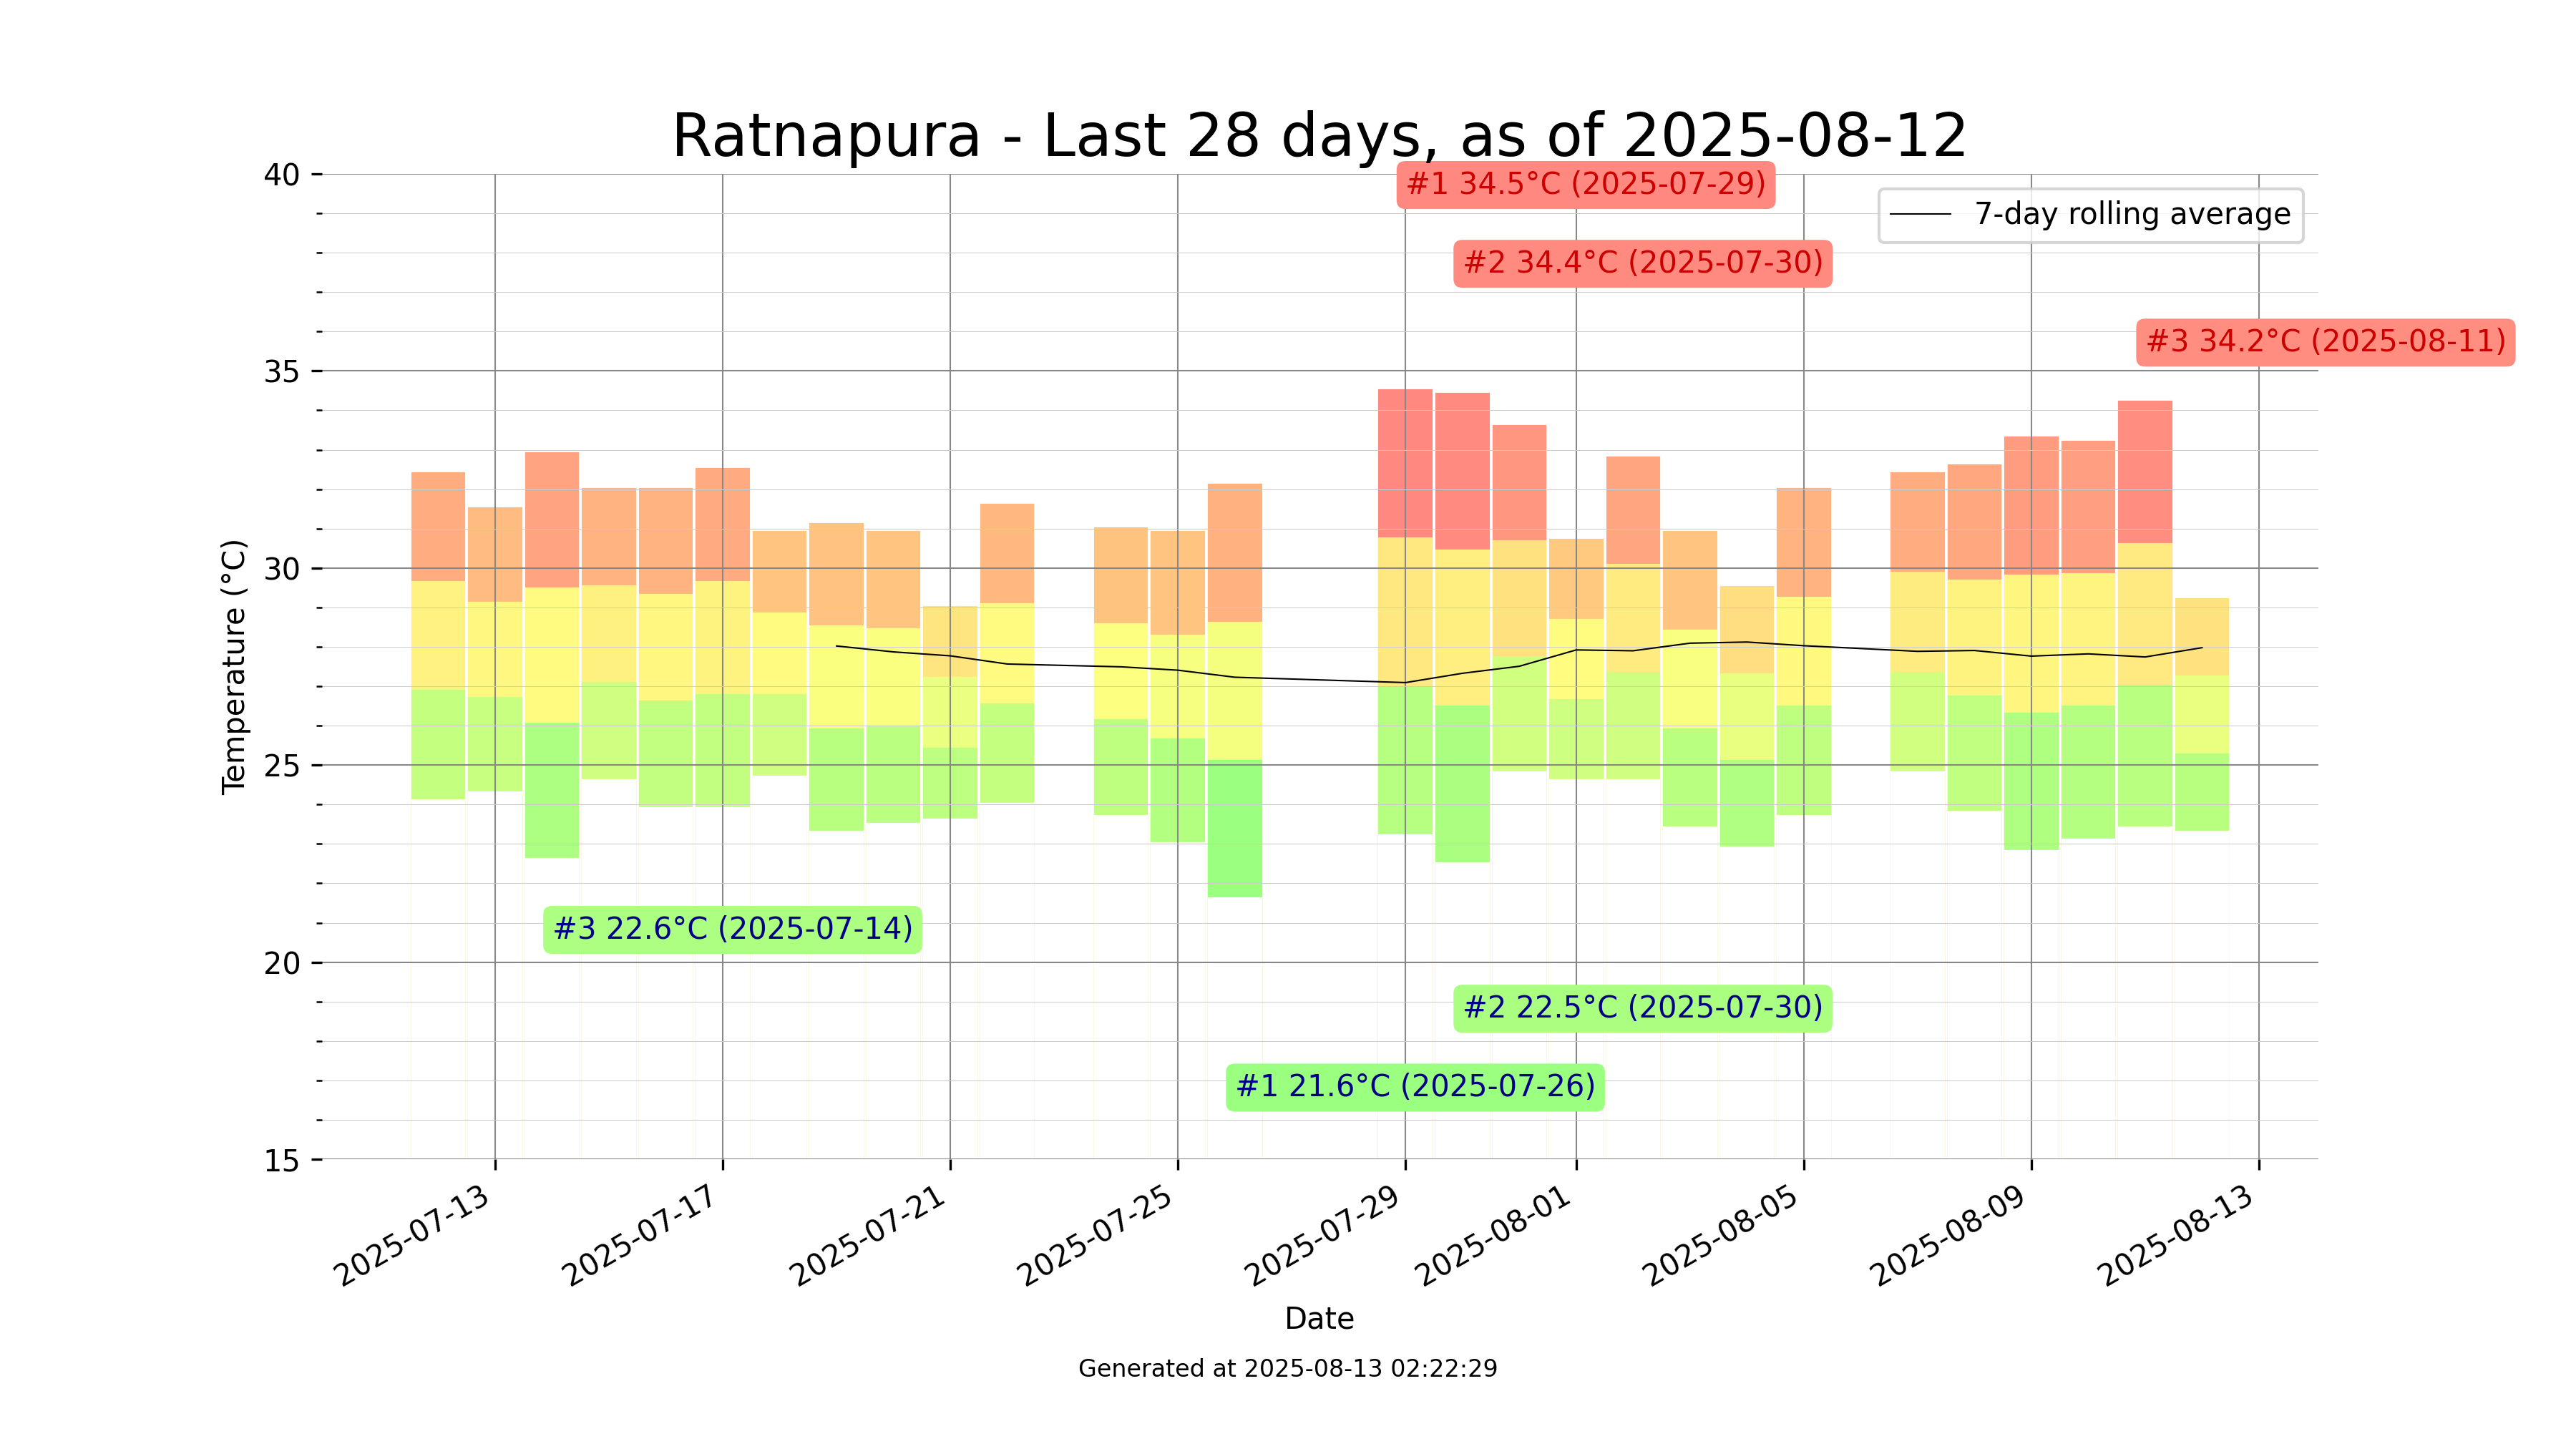 Ratnapura - Last 28 days, as of 2025-08-12
40
35
30
25
20
15
Temperature (°C)
#1 34.5°C (2025-07-29)
7-day rolling average
#2 34.4°C (2025-07-30)
#3 34.2°C (2025-08-11)
#3 22.6°C (2025-07-14)
#2 22.5°C (2025-07-30)
#1 21.6°C (2025-07-26)
2025-07-13
2025-07-17
2025-07-21
2025-07-25
2025-07-29
2025-08-01
2025-08-05
2025-08-09
2025-08-13
Date
Generated at 2025-08-13 02:22:29